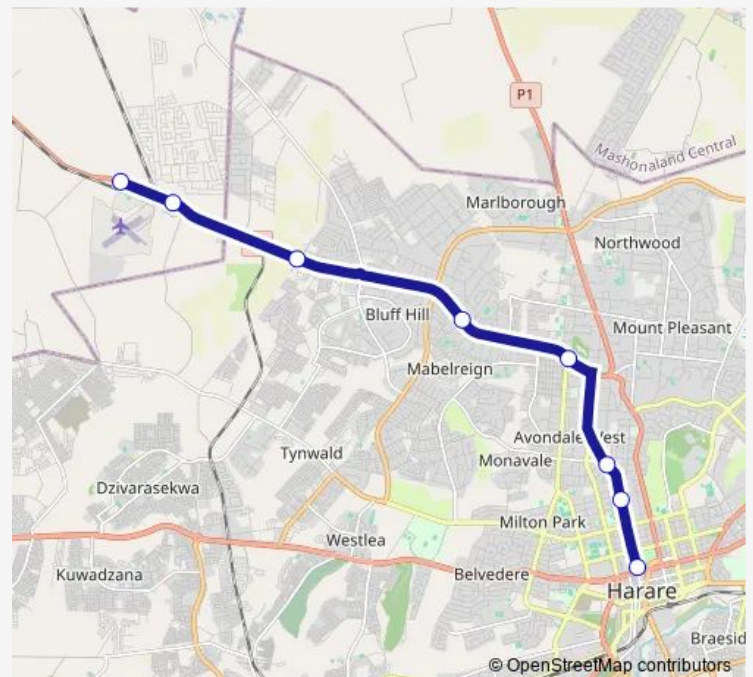 P1
Mashonaland Central
Marlborough
Northwood
Bluff Hill
Mount Pleasant
Mabelreign
Avondale West
Tynwald
Monavale
Dzivarasekwa
Milton Park
Westlea
Kuwadzana
Belvedere
Harare
Braesid
© OpenStreetMap contributors